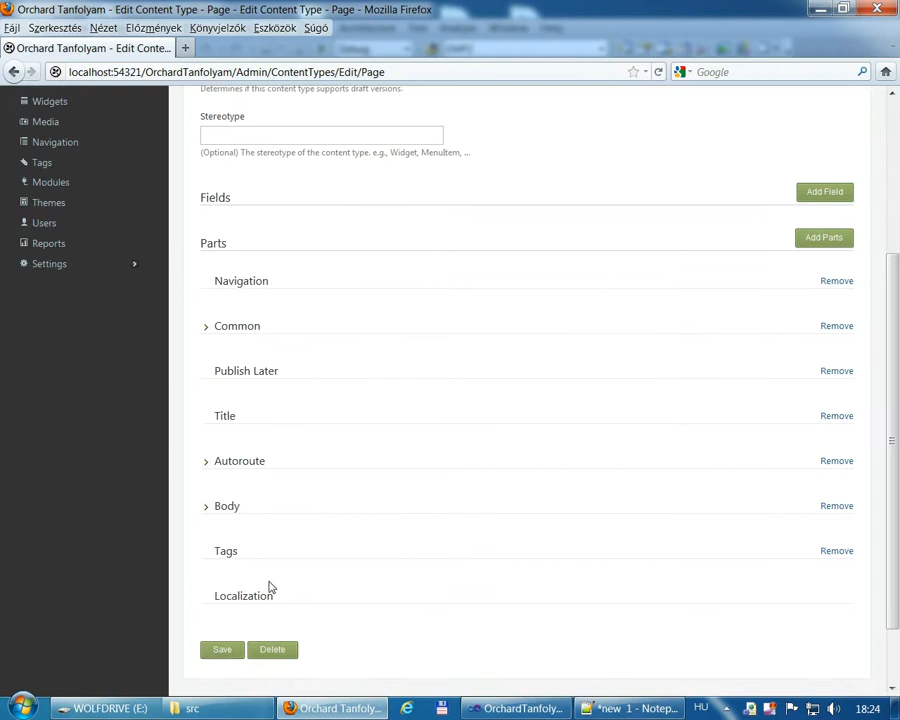 Orchard Tanfolyam - Edit Content Type - Page - Edit Content Type - Page - Mozilla Firefox
Fájl Szerkesztés Nézet Előzmények Könyvjelzők Eszközök Súgó
Orchard Tanfolyam - Edit Conte...
localhost:54321/OrchardTanfolyam/Admin/ContentTypes/Edit/Page
Google
Widgets
Media
Navigation
Tags
Modules
Themes
Users
Reports
Settings
Determines if this content type supports draft versions.
Stereotype
(Optional) The stereotype of the content type. e.g., Widget, MenuItem, ...
Fields Add Field
Parts Add Parts
Navigation Remove
Common Remove
Publish Later Remove
Title Remove
Autoroute Remove
Body Remove
Tags Remove
Localization
Save Delete
WOLFDRIVE (E:) src Orchard Tanfoly... OrchardTanfoly... *new 1 - Notep... HU 18:24